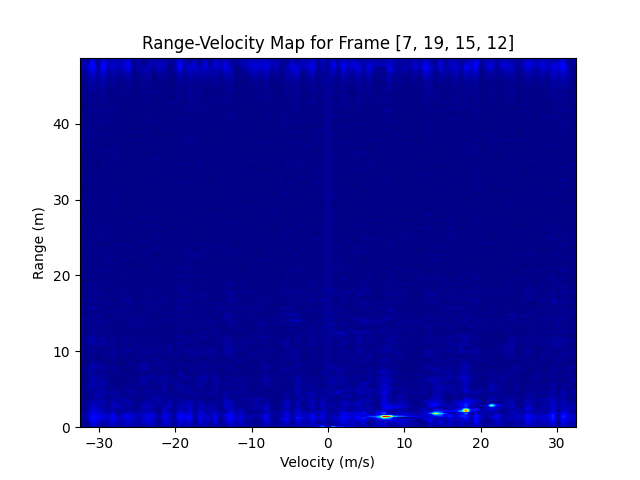 Range-Velocity Map for Frame [7, 19, 15, 12]
Range (m)
40
30
20
10
0
−30 −20 −10 0 10 20 30
Velocity (m/s)